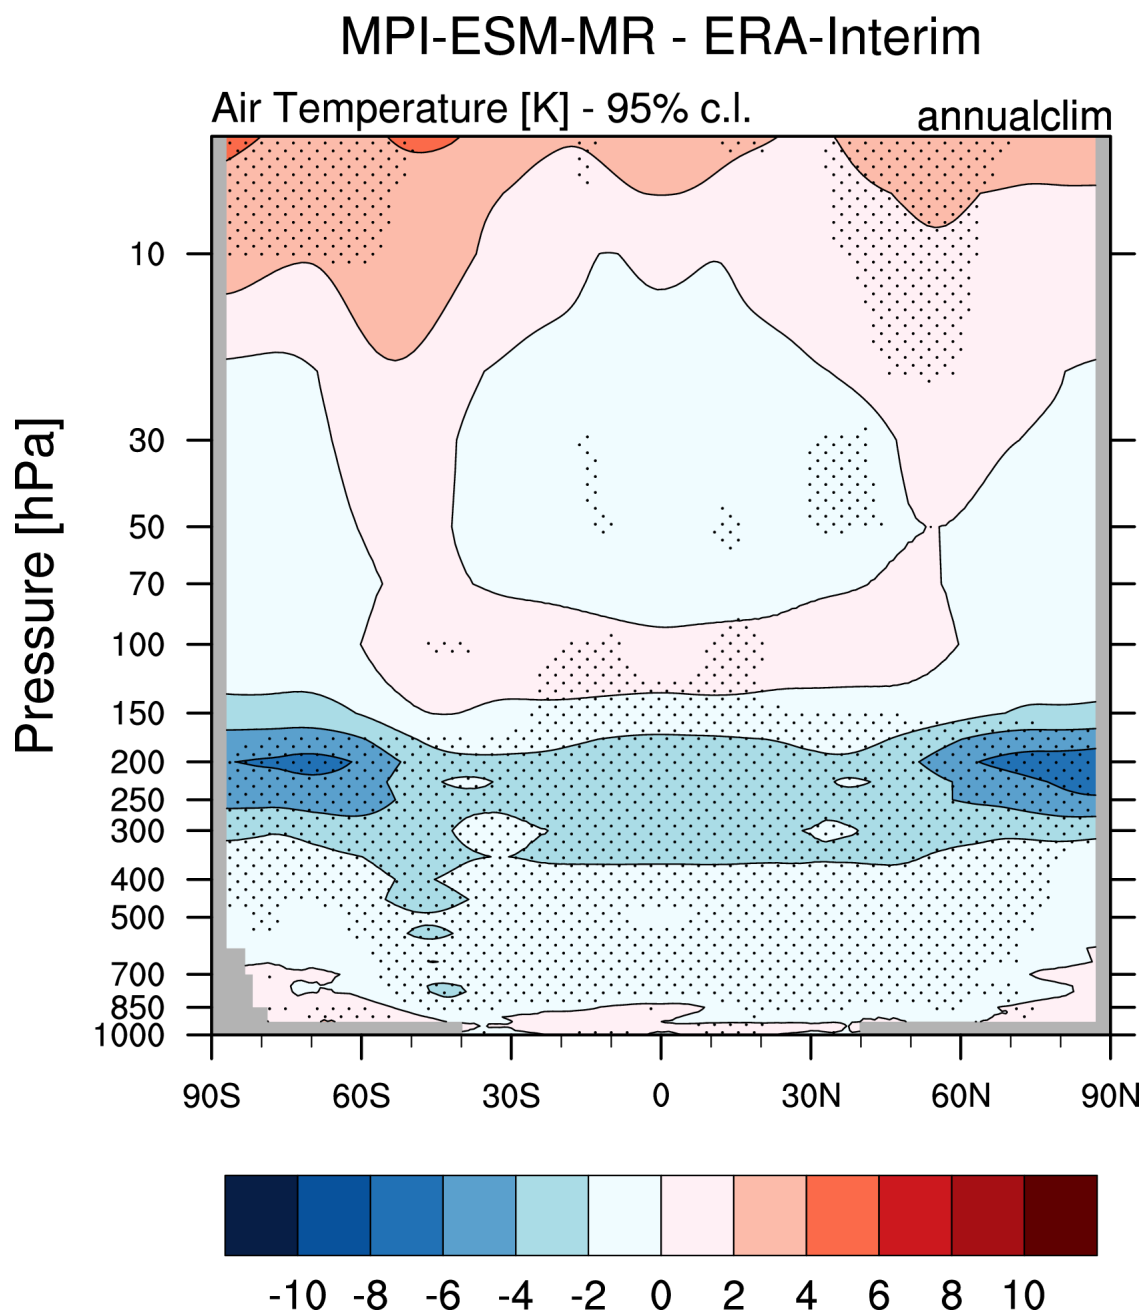 MPI-ESM-MR - ERA-Interim
Air Temperature [K] - 95% c.l. annualclim
Pressure [hPa]
10
30
50
70
100
150
200
250
300
400
500
700
850
1000
90S 60S 30S 0 30N 60N 90N
-10 -8 -6 -4 -2 0 2 4 6 8 10